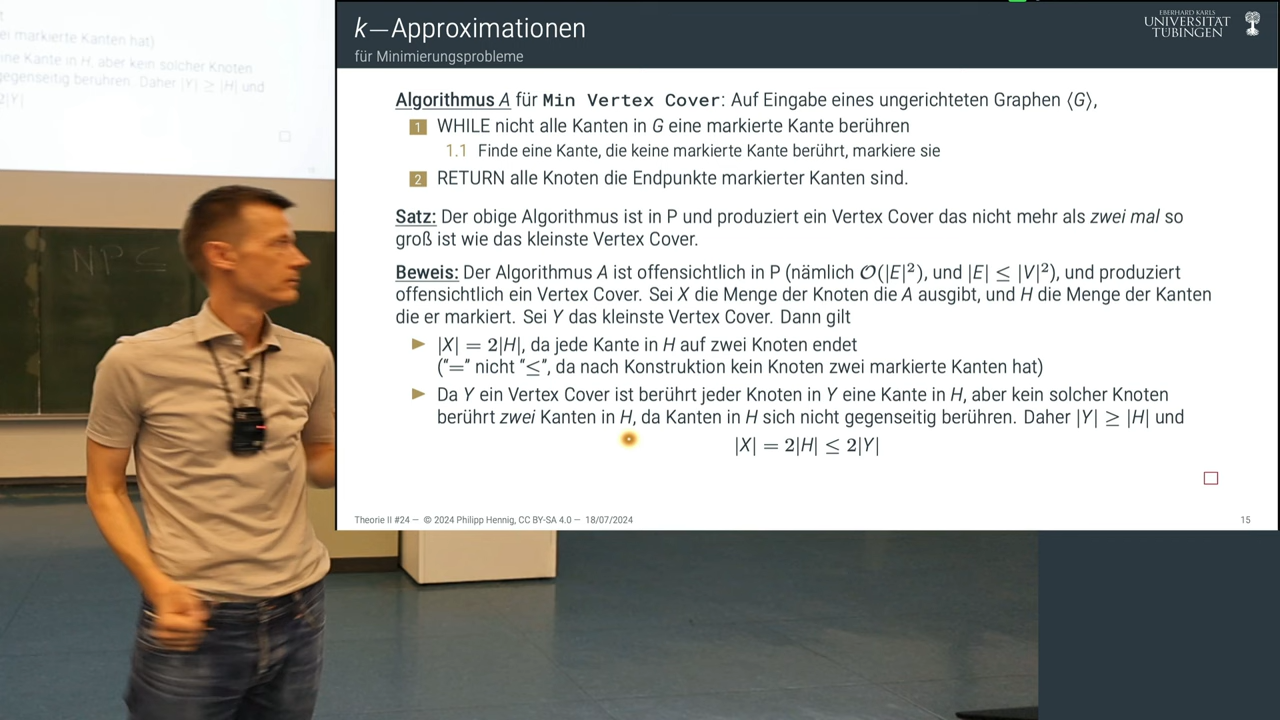 k—Approximationen
für Minimierungsprobleme
EBERHARD KARLS
UNIVERSITÄT
TÜBINGEN
Algorithmus A für Min Vertex Cover: Auf Eingabe eines ungerichteten Graphen ⟨G⟩,
1 WHILE nicht alle Kanten in G eine markierte Kante berühren
1.1 Finde eine Kante, die keine markierte Kante berührt, markiere sie
2 RETURN alle Knoten die Endpunkte markierter Kanten sind.
Satz: Der obige Algorithmus ist in P und produziert ein Vertex Cover das nicht mehr als zwei mal so
groß ist wie das kleinste Vertex Cover.
Beweis: Der Algorithmus A ist offensichtlich in P (nämlich O(|E|²), und |E| ≤ |V|²), und produziert
offensichtlich ein Vertex Cover. Sei X die Menge der Knoten die A ausgibt, und H die Menge der Kanten
die er markiert. Sei Y das kleinste Vertex Cover. Dann gilt
▶ |X| = 2|H|, da jede Kante in H auf zwei Knoten endet
("=" nicht "≤", da nach Konstruktion kein Knoten zwei markierte Kanten hat)
▶ Da Y ein Vertex Cover ist berührt jeder Knoten in Y eine Kante in H, aber kein solcher Knoten
berührt zwei Kanten in H, da Kanten in H sich nicht gegenseitig berühren. Daher |Y| ≥ |H| und
|X| = 2|H| ≤ 2|Y|
□
Theorie II #24 — © 2024 Philipp Hennig, CC BY-SA 4.0 — 18/07/2024
15
ei markierte Kanten hat)
ine Kante in H, aber kein solcher Knoten
gegenseitig berühren. Daher |Y| ≥ |H| und
2|Y|
NP ⊆